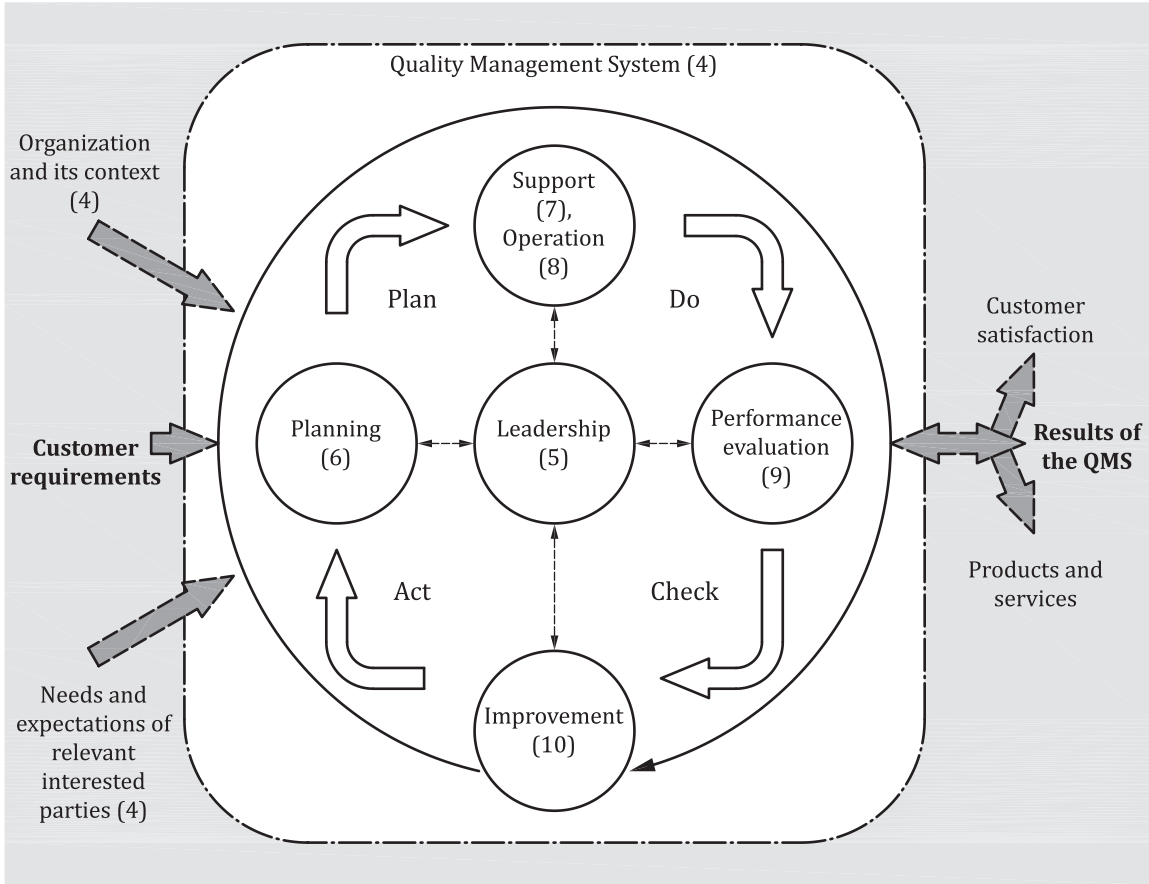 Quality Management System (4)
Organization
and its context
(4)
Support
(7),
Operation
(8)
Plan
Do
Customer
satisfaction
Planning
(6)
Leadership
(5)
Performance
evaluation
(9)
Customer
requirements
Results of
the QMS
Act
Check
Products and
services
Needs and
expectations of
relevant
interested
parties (4)
Improvement
(10)